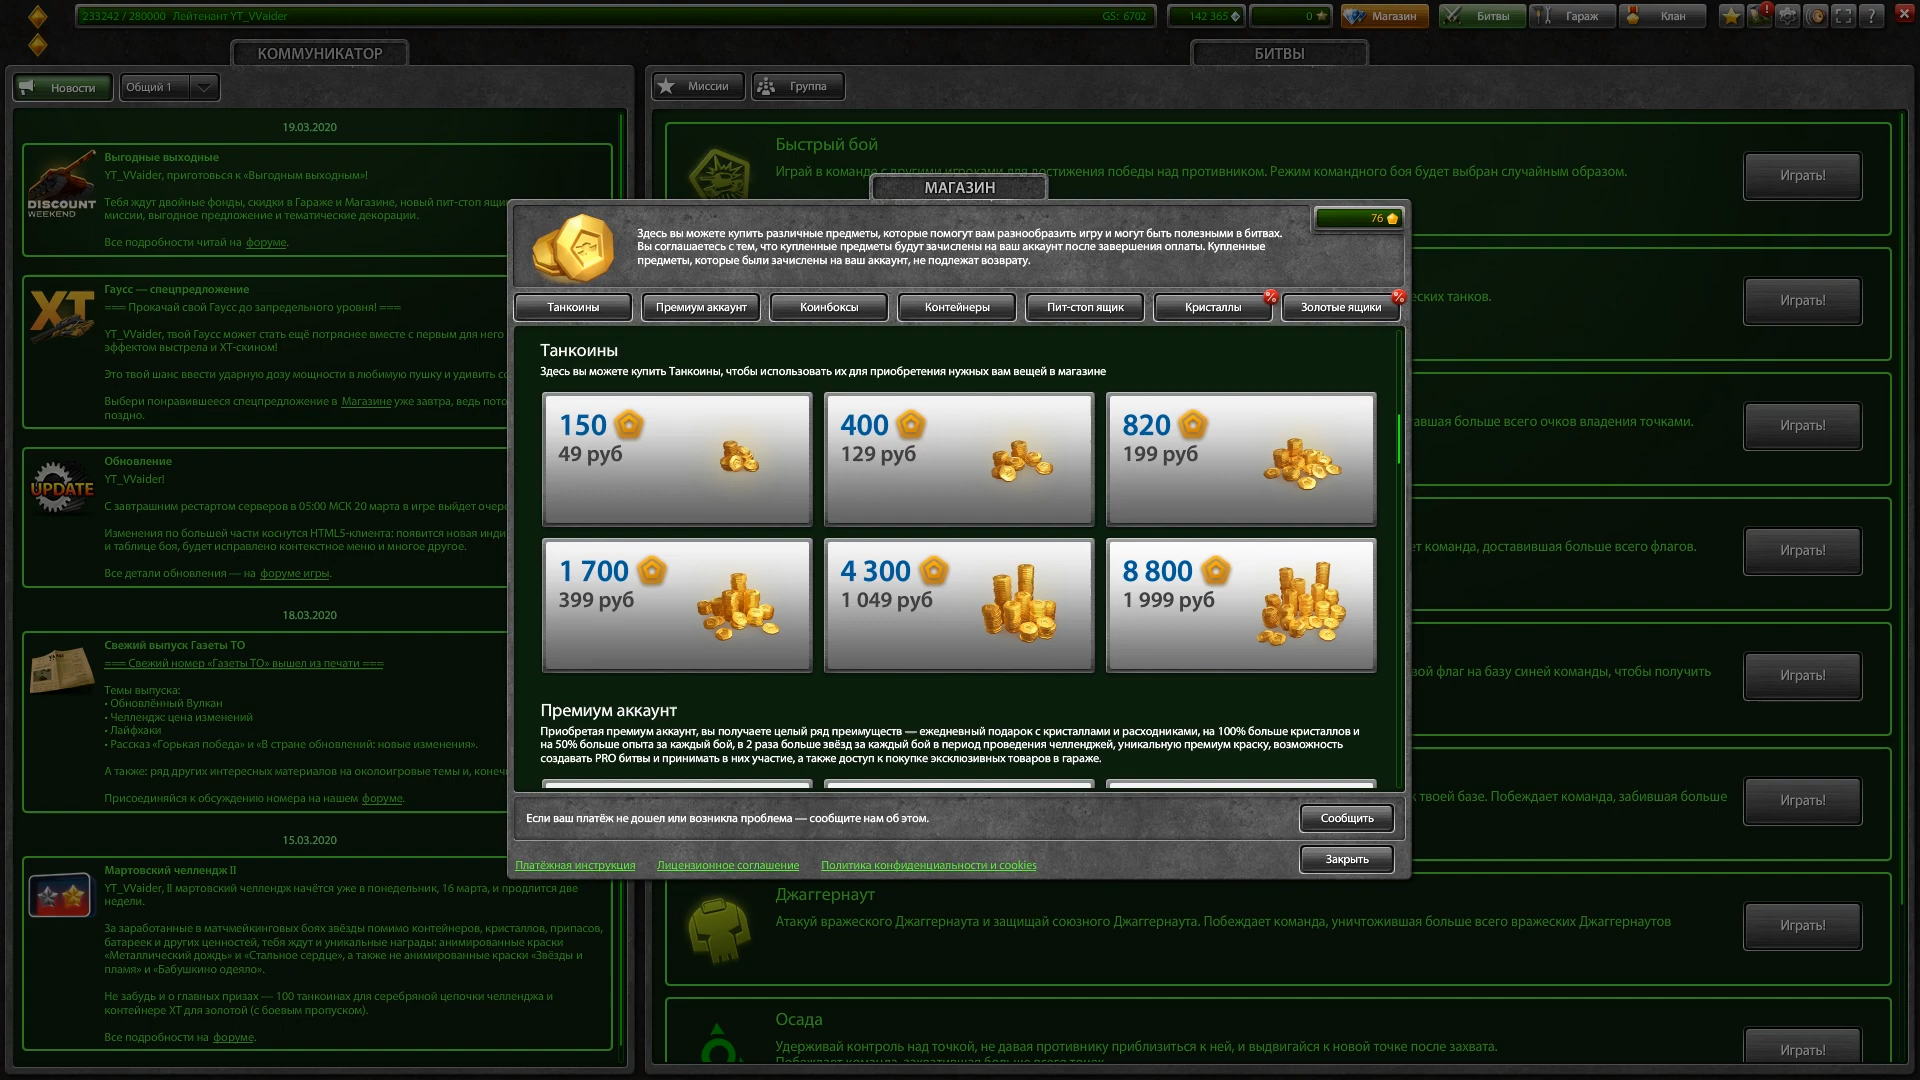 233242 / 280000 Лейтенант YT_VVaider
GS: 6702
142 365
0
Магазин
Битвы
Гараж
Клан
КОММУНИКАТОР
БИТВЫ
Новости
Общий 1
Миссии
Группа
19.03.2020
Выгодные выходные
YT_VVaider, приготовься к «Выгодным выходным»!
Тебя ждут двойные фонды, скидки в Гараже и Магазине, новый пит-стоп ящик
миссии, выгодное предложение и тематические декорации.
Все подробности читай на форуме.
DISCOUNT
WEEKEND
Гаусс — спецпредложение
=== Прокачай свой Гаусс до запредельного уровня! ===
YT_VVaider, твой Гаусс может стать ещё потряснее вместе с первым для него
эффектом выстрела и XT-скином!
Это твой шанс ввести ударную дозу мощности в любимую пушку и удивить
Выбери понравившееся спецпредложение в Магазине уже завтра, ведь
поздно.
XT
Обновление
YT_VVaider!
С завтрашним рестартом серверов в 05:00 МСК 20 марта в игре выйдет
Изменения по большей части коснутся HTML5-клиента: появится новая
и таблице боя, будет исправлено контекстное меню и многое другое.
Все детали обновления — на форуме игры.
UPDATE
18.03.2020
Свежий выпуск Газеты ТО
=== Свежий номер «Газеты ТО» вышел из печати ===
Темы выпуска:
• Обновлённый Вулкан
• Челлендж: цена изменений
• Лайфхаки
• Рассказ «Горькая победа» и «В стране обновлений: новые изменения».
А также: ряд других интересных материалов на околоигровые темы и,
Присоединяйся к обсуждению номера на нашем форуме.
15.03.2020
Мартовский челлендж II
YT_VVaider, II мартовский челлендж начётся уже в понедельник, 16 марта, и продлится две
недели.
За заработанные в матчмейкинговых боях звёзды помимо контейнеров, кристаллов, припасов,
батареек и других ценностей, тебя ждут и уникальные награды: анимированные краски
«Металлический дождь» и «Стальное сердце», а также не анимированные краски «Звёзды и
пламя» и «Бабушкино одеяло».
Не забудь и о главных призах — 100 танкоинах для серебряной цепочки челленджа и
контейнере XT для золотой (с боевым пропуском).
Все подробности на форуме.
МАГАЗИН
Здесь вы можете купить различные предметы, которые помогут вам разнообразить игру и могут быть полезными в битвах.
Вы соглашаетесь с тем, что купленные предметы будут зачислены на ваш аккаунт после завершения оплаты. Купленные
предметы, которые были зачислены на ваш аккаунт, не подлежат возврату.
76
Танкоины
Премиум аккаунт
Коинбоксы
Контейнеры
Пит-стоп ящик
Кристаллы
%
Золотые ящики
%
Танкоины
Здесь вы можете купить Танкоины, чтобы использовать их для приобретения нужных вам вещей в магазине
150
49 руб
400
129 руб
820
199 руб
1 700
399 руб
4 300
1 049 руб
8 800
1 999 руб
Премиум аккаунт
Приобретая премиум аккаунт, вы получаете целый ряд преимуществ — ежедневный подарок с кристаллами и расходниками, на 100% больше кристаллов и
на 50% больше опыта за каждый бой, в 2 раза больше звёзд за каждый бой в период проведения челленджей, уникальную премиум краску, возможность
создавать PRO битвы и принимать в них участие, а также доступ к покупке эксклюзивных товаров в гараже.
Если ваш платёж не дошел или возникла проблема — сообщите нам об этом.
Сообщить
Платёжная инструкция
Лицензионное соглашение
Политика конфиденциальности и cookies
Закрыть
Быстрый бой
Играй в команде с другими игроками для достижения победы над противником. Режим командного боя будет выбран случайным образом.
Играть!
танков.
Играть!
больше всего очков владения точками.
Играть!
команда, доставившая больше всего флагов.
Играть!
флаг на базу синей команды, чтобы получить
Играть!
твоей базе. Побеждает команда, забившая больше
Играть!
Джаггернаут
Атакуй вражеского Джаггернаута и защищай союзного Джаггернаута. Побеждает команда, уничтожившая больше всего вражеских Джаггернаутов
Играть!
Осада
Удерживай контроль над точкой, не давая противнику приблизиться к ней, и выдвигайся к новой точке после захвата.
Играть!